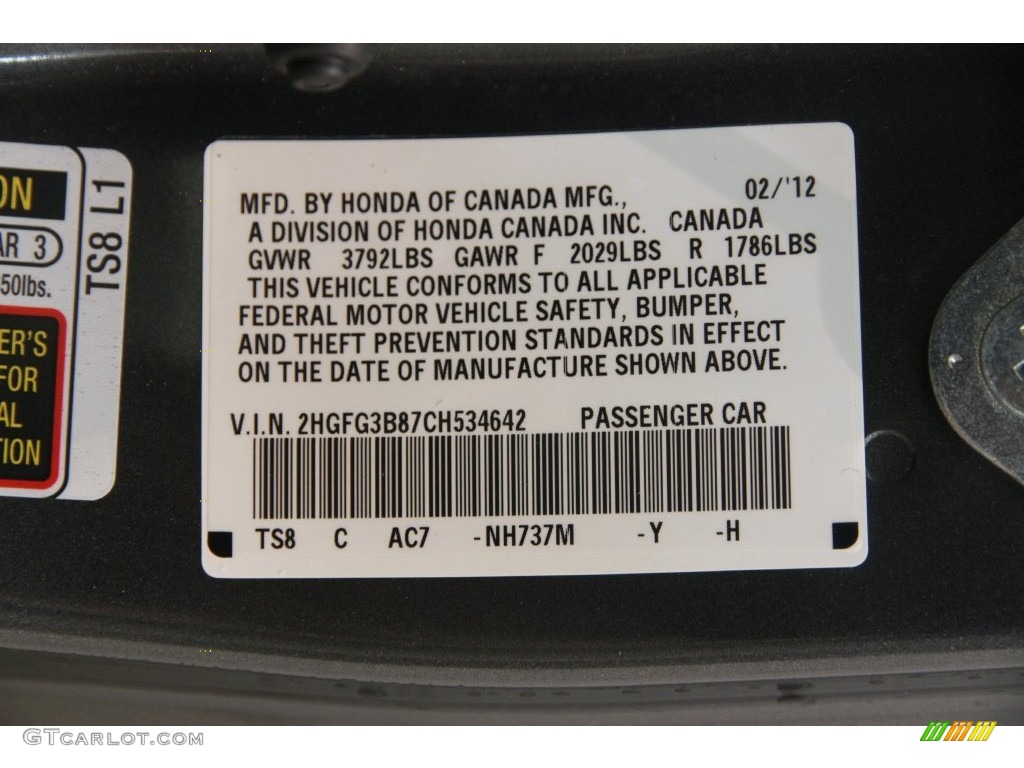 ON
AR 3
50lbs.
ER'S
FOR
AL
TION
TS8 L1
MFD. BY HONDA OF CANADA MFG., 02/'12
A DIVISION OF HONDA CANADA INC. CANADA
GVWR 3792LBS GAWR F 2029LBS R 1786LBS
THIS VEHICLE CONFORMS TO ALL APPLICABLE
FEDERAL MOTOR VEHICLE SAFETY, BUMPER,
AND THEFT PREVENTION STANDARDS IN EFFECT
ON THE DATE OF MANUFACTURE SHOWN ABOVE.
V.I.N. 2HGFG3B87CH534642 PASSENGER CAR
TS8 C AC7 -NH737M -Y -H
GTCARLOT.COM